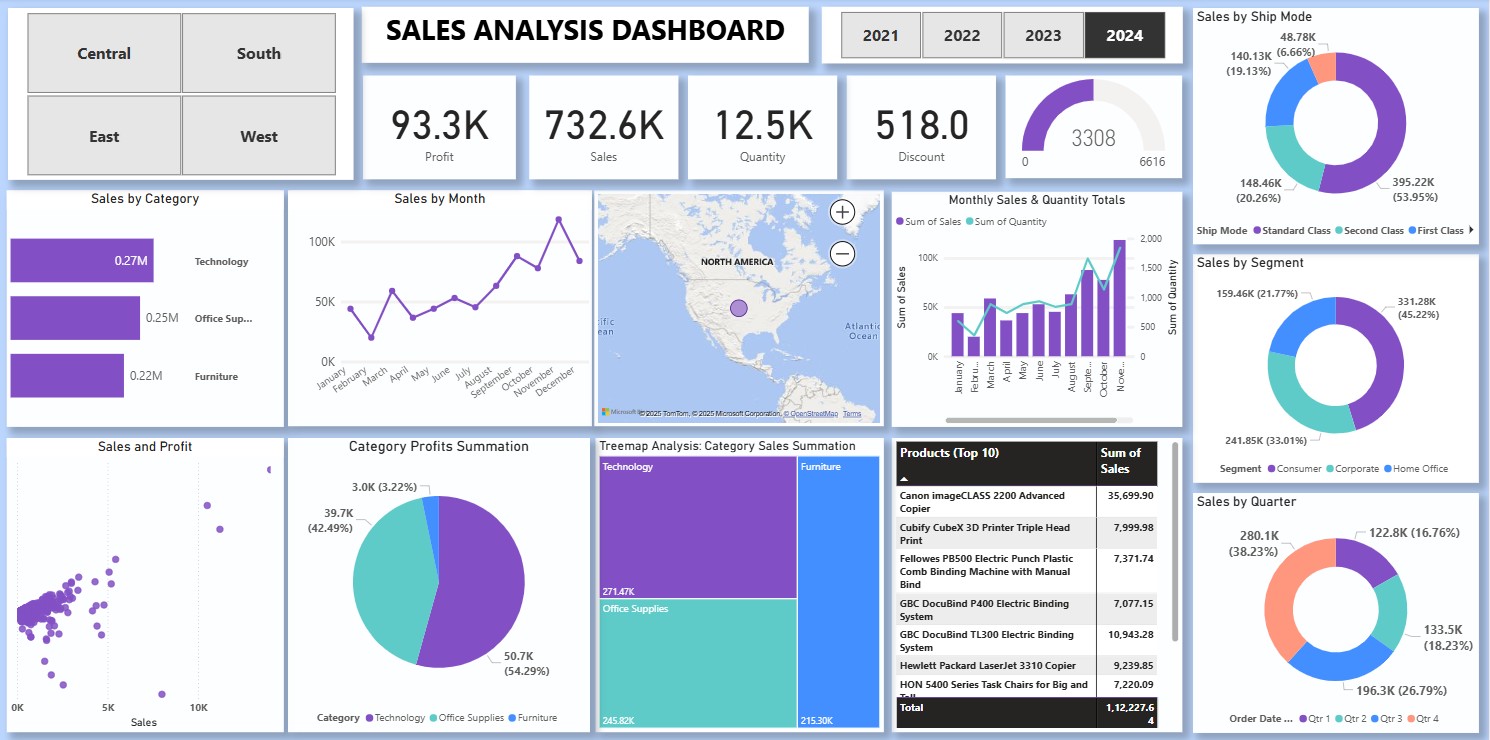 Central
South
East
West
SALES ANALYSIS DASHBOARD
2021
2022
2023
2024
93.3K
Profit
732.6K
Sales
12.5K
Quantity
518.0
Discount
3308
0
6616
Sales by Ship Mode
48.78K
(6.66%)
140.13K
(19.13%)
148.46K
(20.26%)
395.22K
(53.95%)
Ship Mode Standard Class Second Class First Class
Sales by Category
0.27M
Technology
0.25M
Office Sup...
0.22M
Furniture
Sales by Month
100K
50K
0K
January
February
March
April
May
June
July
August
September
October
November
December
NORTH AMERICA
Atlantic
Ocean
© 2025 TomTom, © 2025 Microsoft Corporation, © OpenStreetMap Terms
Monthly Sales & Quantity Totals
Sum of Sales Sum of Quantity
Sum of Sales
100K
50K
0K
2,000
1,500
1,000
500
0
Sum of Quantity
January
Febru...
March
April
May
June
July
August
Septe...
October
Nove...
Sales by Segment
159.46K (21.77%)
331.28K
(45.22%)
241.85K (33.01%)
Segment Consumer Corporate Home Office
Sales and Profit
0K
5K
10K
Sales
Category Profits Summation
3.0K (3.22%)
39.7K
(42.49%)
50.7K
(54.29%)
Category Technology Office Supplies Furniture
Treemap Analysis: Category Sales Summation
Technology
271.47K
Office Supplies
245.82K
Furniture
215.30K
Products (Top 10)
Sum of
Sales
Canon imageCLASS 2200 Advanced
Copier
35,699.90
Cubify CubeX 3D Printer Triple Head
Print
7,999.98
Fellowes PB500 Electric Punch Plastic
Comb Binding Machine with Manual
Bind
7,371.74
GBC DocuBind P400 Electric Binding
System
7,077.15
GBC DocuBind TL300 Electric Binding
System
10,943.28
Hewlett Packard LaserJet 3310 Copier
9,239.85
HON 5400 Series Task Chairs for Big and
7,220.09
Total
1,12,227.6
4
Sales by Quarter
280.1K
(38.23%)
122.8K (16.76%)
133.5K
(18.23%)
196.3K (26.79%)
Order Date ... Qtr 1 Qtr 2 Qtr 3 Qtr 4